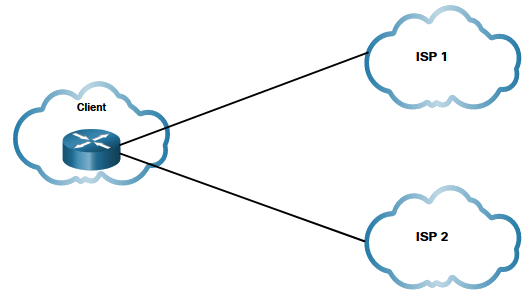 ISP 1
Client
ISP 2